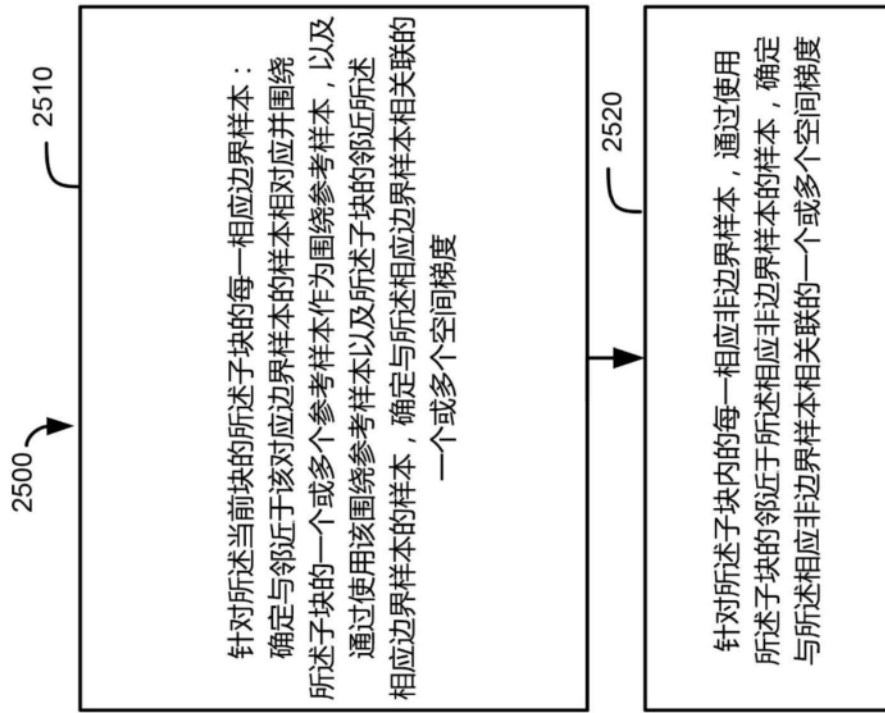 2500
2510
针对所述当前块的所述子块的每一相应边界样本：
确定与邻近于该对应边界样本的样本相对应并围绕
所述子块的一个或多个参考样本作为围绕参考样本，以及
通过使用该围绕参考样本以及所述子块的邻近所述
相应边界样本的样本，确定与所述相应边界样本相关联的
一个或多个空间梯度
2520
针对所述子块内的每一相应非边界样本，通过使用
所述子块的邻近于所述相应非边界样本的样本，确定
与所述相应非边界样本相关联的一个或多个空间梯度